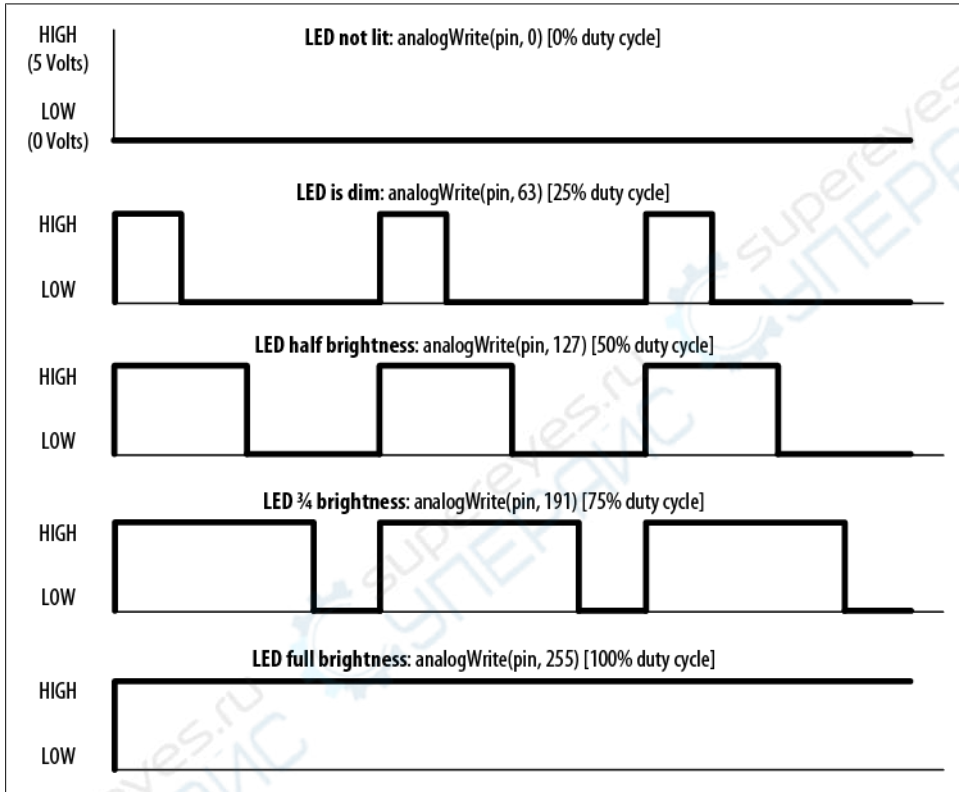 LED not lit: analogWrite(pin, 0) [0% duty cycle]
HIGH
(5 Volts)
LOW
(0 Volts)
LED is dim: analogWrite(pin, 63) [25% duty cycle]
HIGH
LOW
LED half brightness: analogWrite(pin, 127) [50% duty cycle]
HIGH
LOW
LED ¾ brightness: analogWrite(pin, 191) [75% duty cycle]
HIGH
LOW
LED full brightness: analogWrite(pin, 255) [100% duty cycle]
HIGH
LOW
supereyes.ru
СУПЕРАЙС